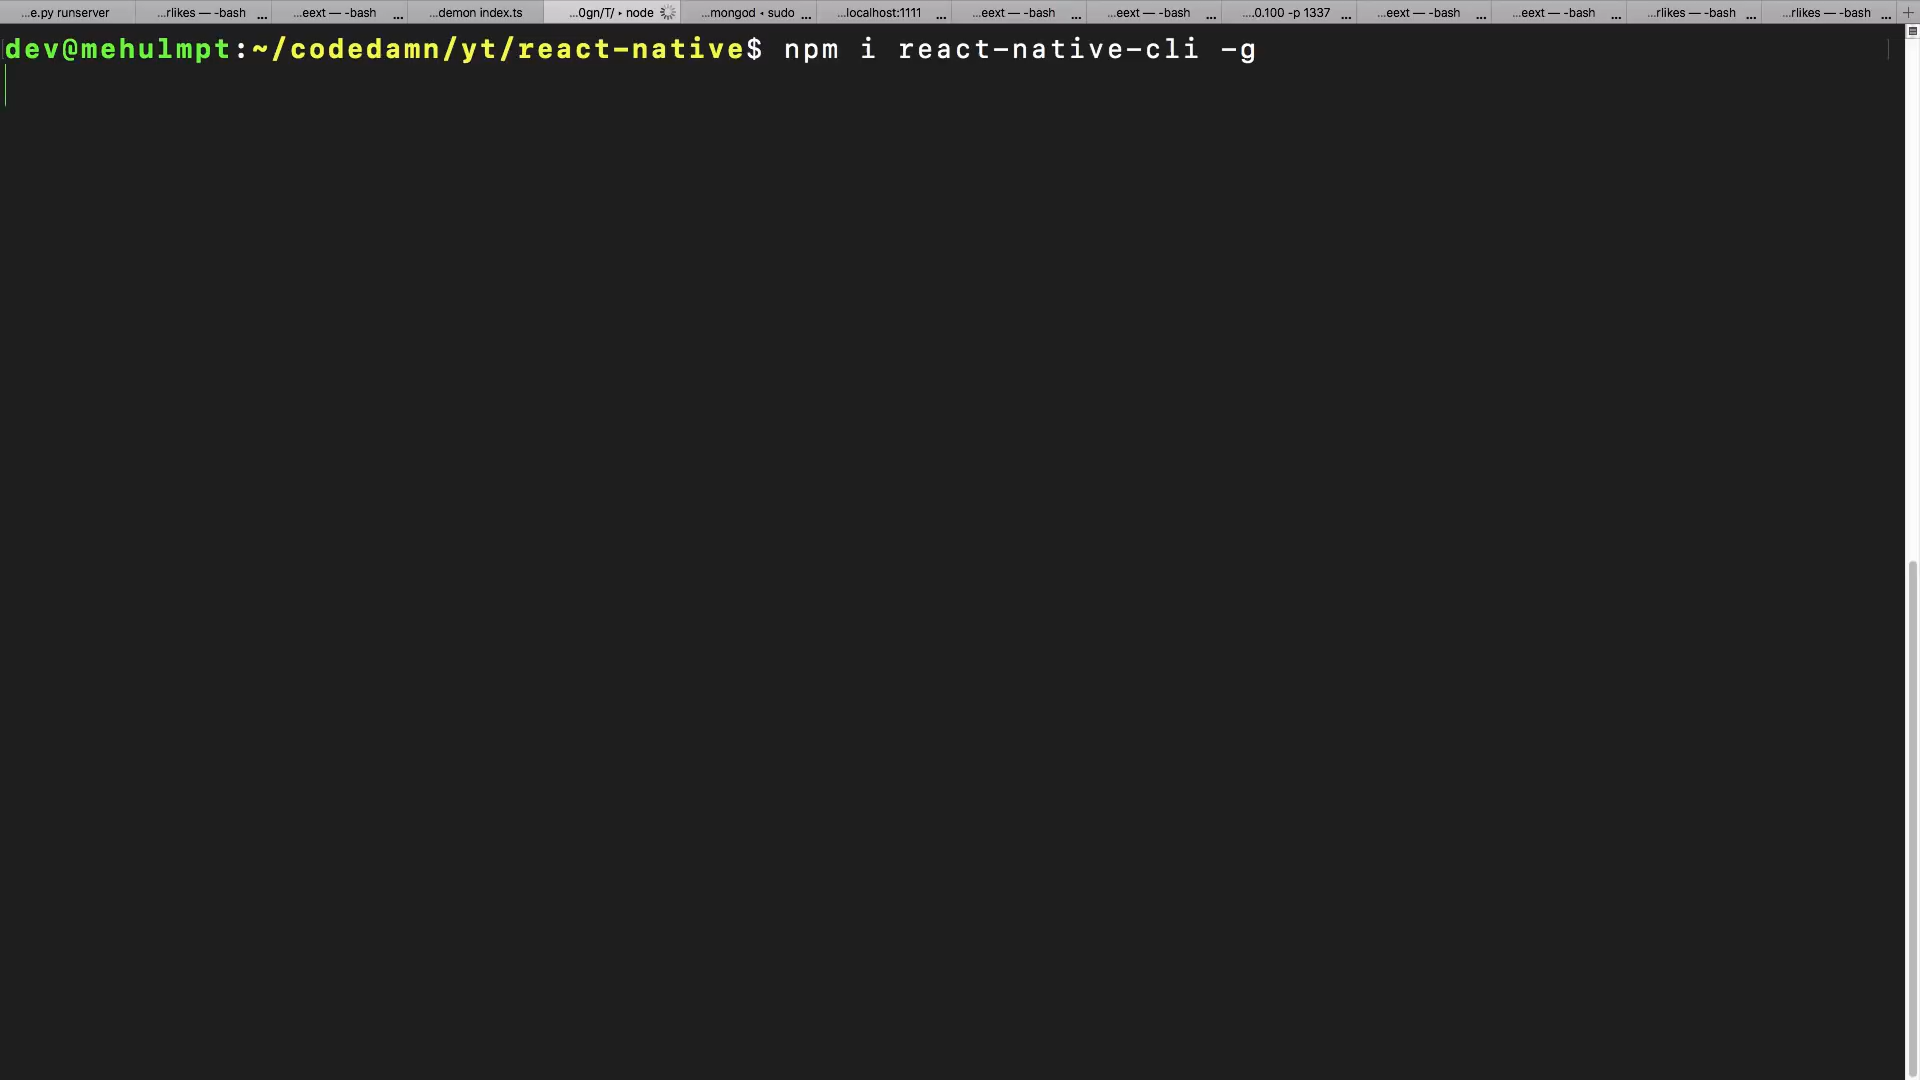 ...e.py runserver ...rlikes — -bash ... ...eext — -bash ... ...demon index.ts ...0gn/T/ ▸ node ...mongod ◂ sudo ... ...localhost:1111 ... ...eext — -bash ... ...eext — -bash ... ...0.100 -p 1337 ... ...eext — -bash ... ...eext — -bash ... ...rlikes — -bash ... ...rlikes — -bash ... +
dev@mehulmpt:~/codedamn/yt/react-native$ npm i react-native-cli -g